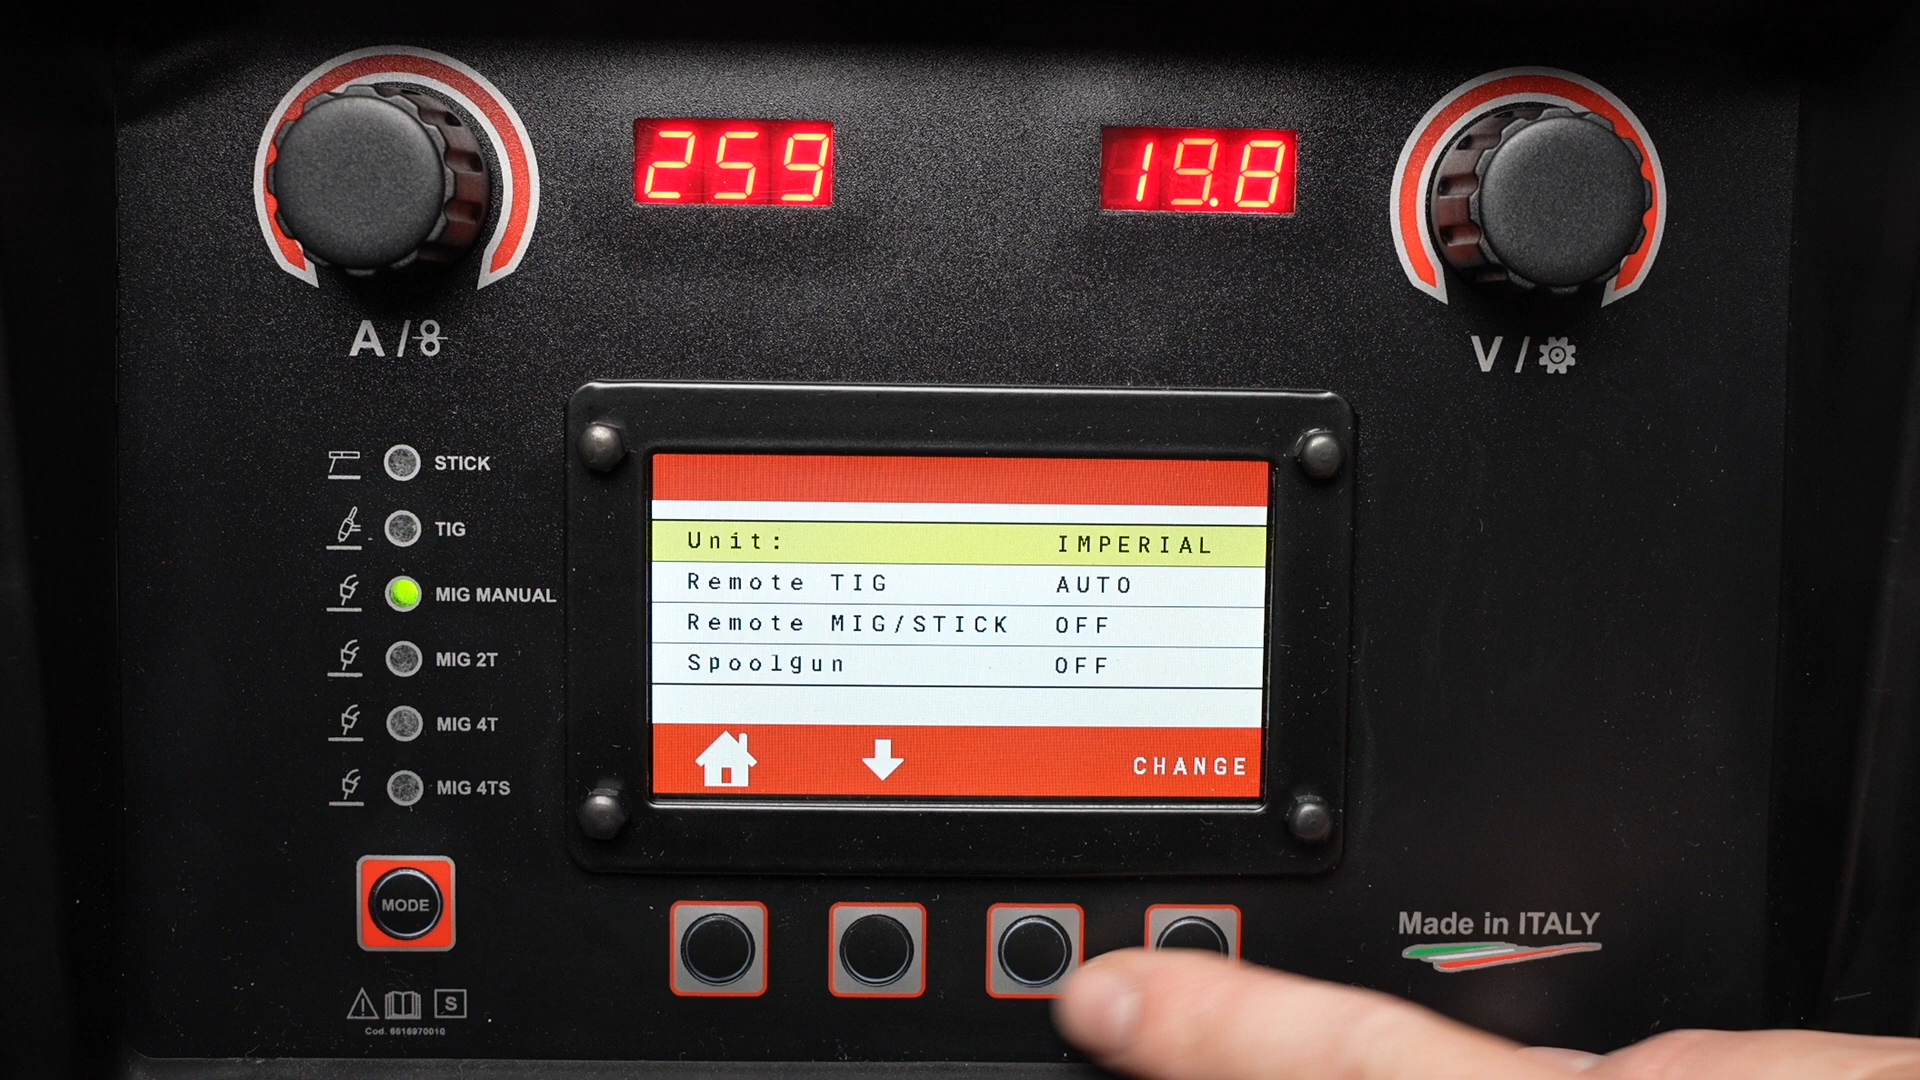 259
19.8
A /
V /
STICK
TIG
MIG MANUAL
MIG 2T
MIG 4T
MIG 4TS
Unit: IMPERIAL
Remote TIG AUTO
Remote MIG/STICK OFF
Spoolgun OFF
CHANGE
MODE
S
Made in ITALY